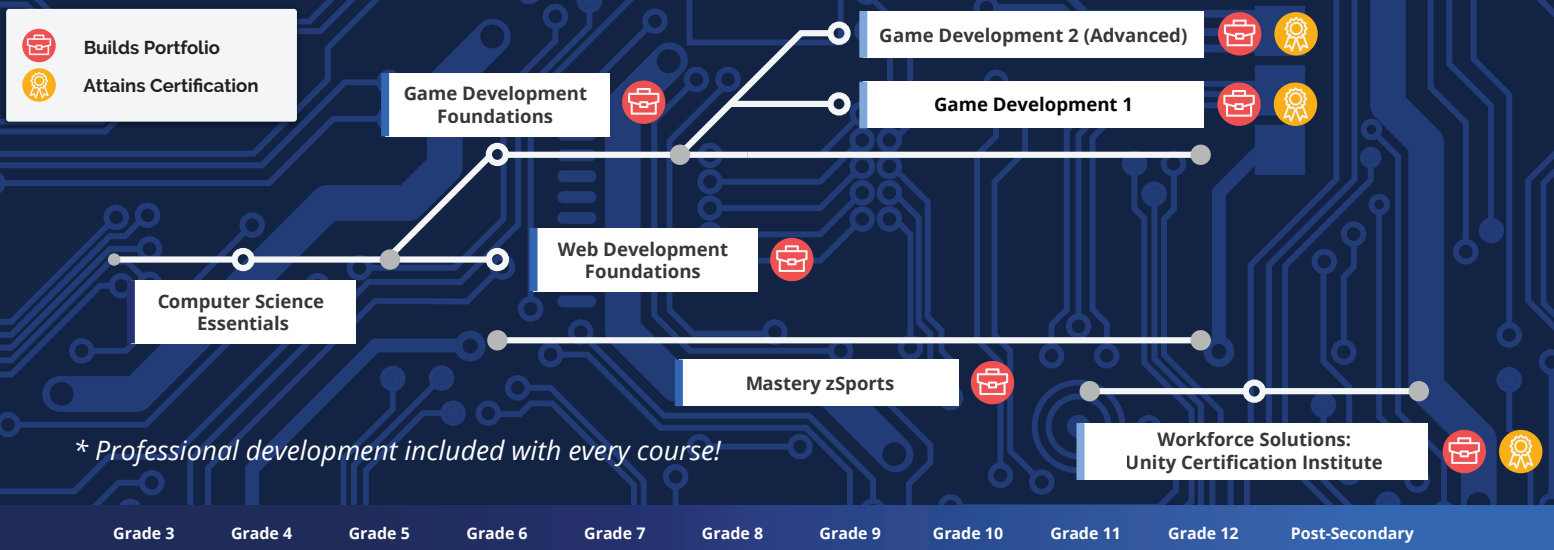 Builds Portfolio
Attains Certification
Game Development 2 (Advanced)
Game Development 1
Game Development
Foundations
Web Development
Foundations
Computer Science
Essentials
Mastery zSports
Workforce Solutions:
Unity Certification Institute
* Professional development included with every course!
Grade 3 Grade 4 Grade 5 Grade 6 Grade 7 Grade 8 Grade 9 Grade 10 Grade 11 Grade 12 Post-Secondary